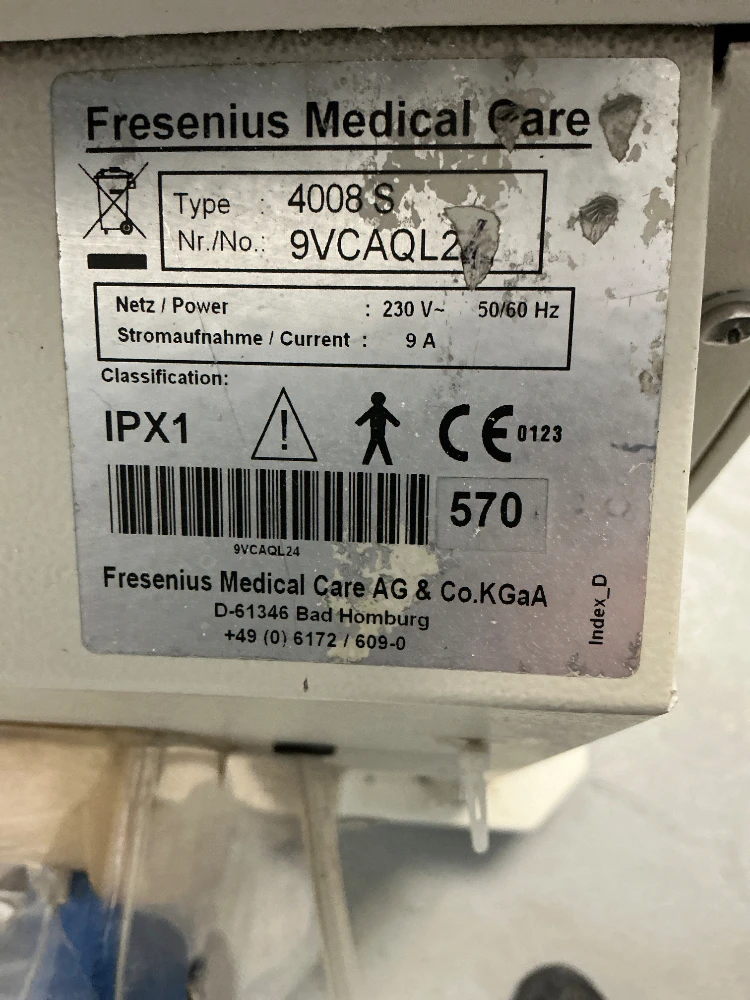 Fresenius Medical Care
Type : 4008 S
Nr./No.: 9VCAQL2
Netz / Power : 230 V~ 50/60 Hz
Stromaufnahme / Current : 9 A
Classification:
IPX1 ! CE 0123
570
9VCAQL24
Fresenius Medical Care AG & Co.KGaA
D-61346 Bad Homburg
+49 (0) 6172 / 609-0
Index_D